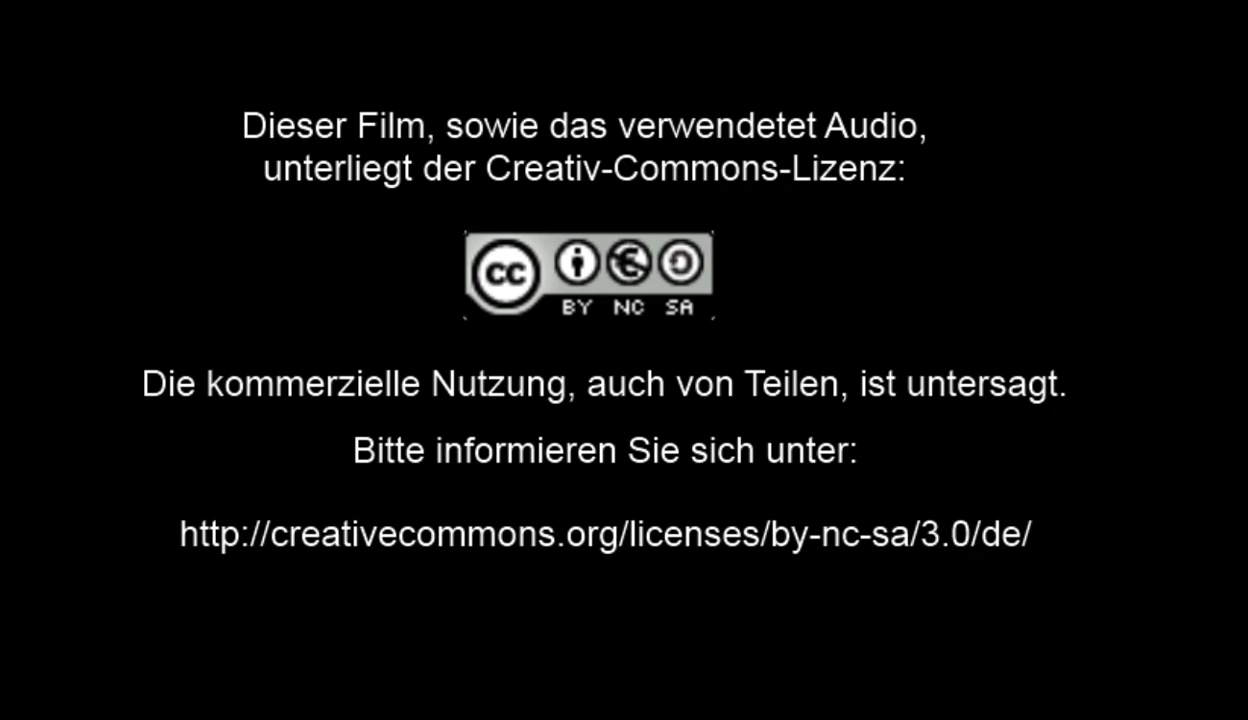 Dieser Film, sowie das verwendetet Audio,
unterliegt der Creativ-Commons-Lizenz:
cc
BY NC SA
Die kommerzielle Nutzung, auch von Teilen, ist untersagt.
Bitte informieren Sie sich unter:
http://creativecommons.org/licenses/by-nc-sa/3.0/de/